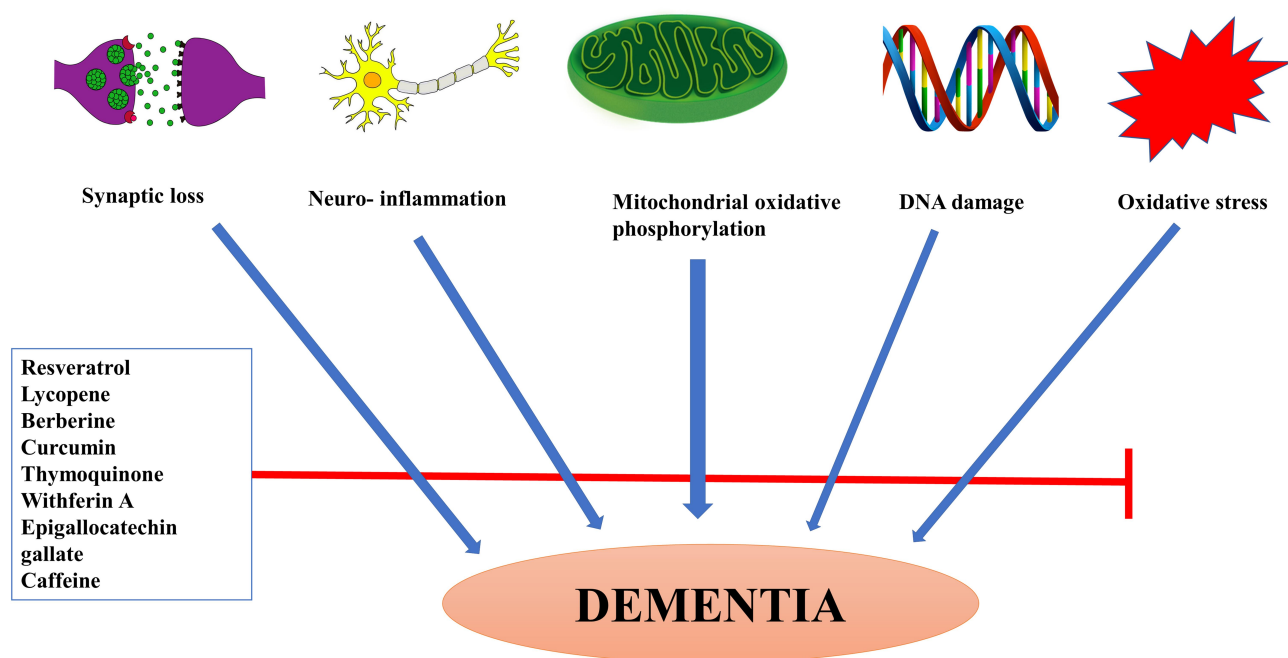 Synaptic loss
Neuro- inflammation
Mitochondrial oxidative
phosphorylation
DNA damage
Oxidative stress
Resveratrol
Lycopene
Berberine
Curcumin
Thymoquinone
Withferin A
Epigallocatechin
gallate
Caffeine
DEMENTIA